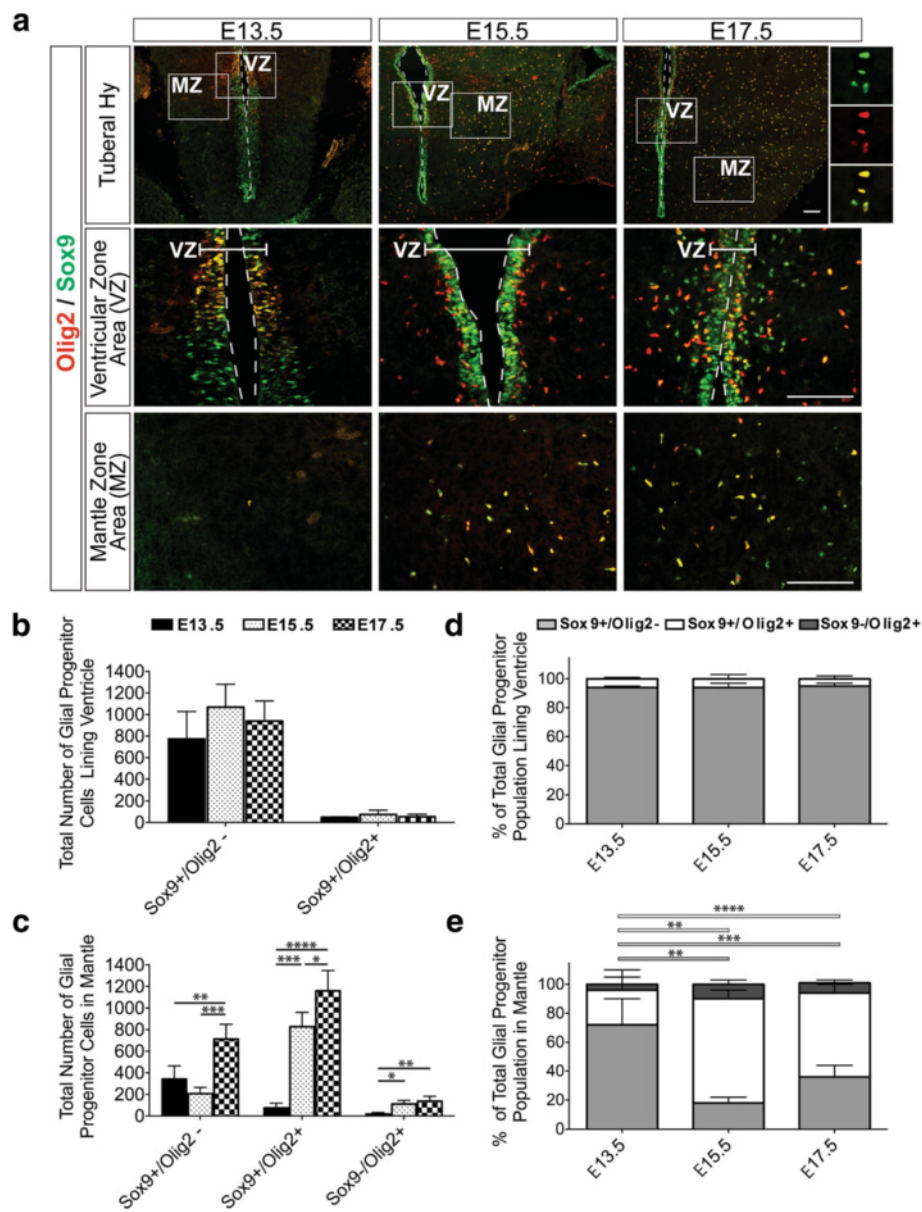 a
E13.5
E15.5
E17.5
Olig2 / Sox9
Tuberal Hy
MZ
VZ
VZ
MZ
VZ
MZ
Ventricular Zone
Area (VZ)
VZ
VZ
VZ
Mantle Zone
Area (MZ)
b
E13.5
E15.5
E17.5
Total Number of Glial Progenitor
Cells Lining Ventricle
1400
1200
1000
800
600
400
200
0
Sox9+/Olig2 -
Sox9+/Olig2+
d
Sox 9+/Olig2-
Sox 9+/ O lig2+
Sox9-/Olig2+
% of Total Glial Progenitor
Population Lining Ventricle
100
80
60
40
20
0
E13.5
E15.5
E17.5
c
Total Number of Glial
Progenitor Cells in Mantle
1400
1200
1000
800
600
400
200
0
**
***
****
***
*
**
*
Sox9+/Olig2 -
Sox9+/Olig2+
Sox9-/Olig2+
e
****
**
***
**
% of Total Glial Progenitor
Population in Mantle
100
80
60
40
20
0
E13.5
E15.5
E17.5